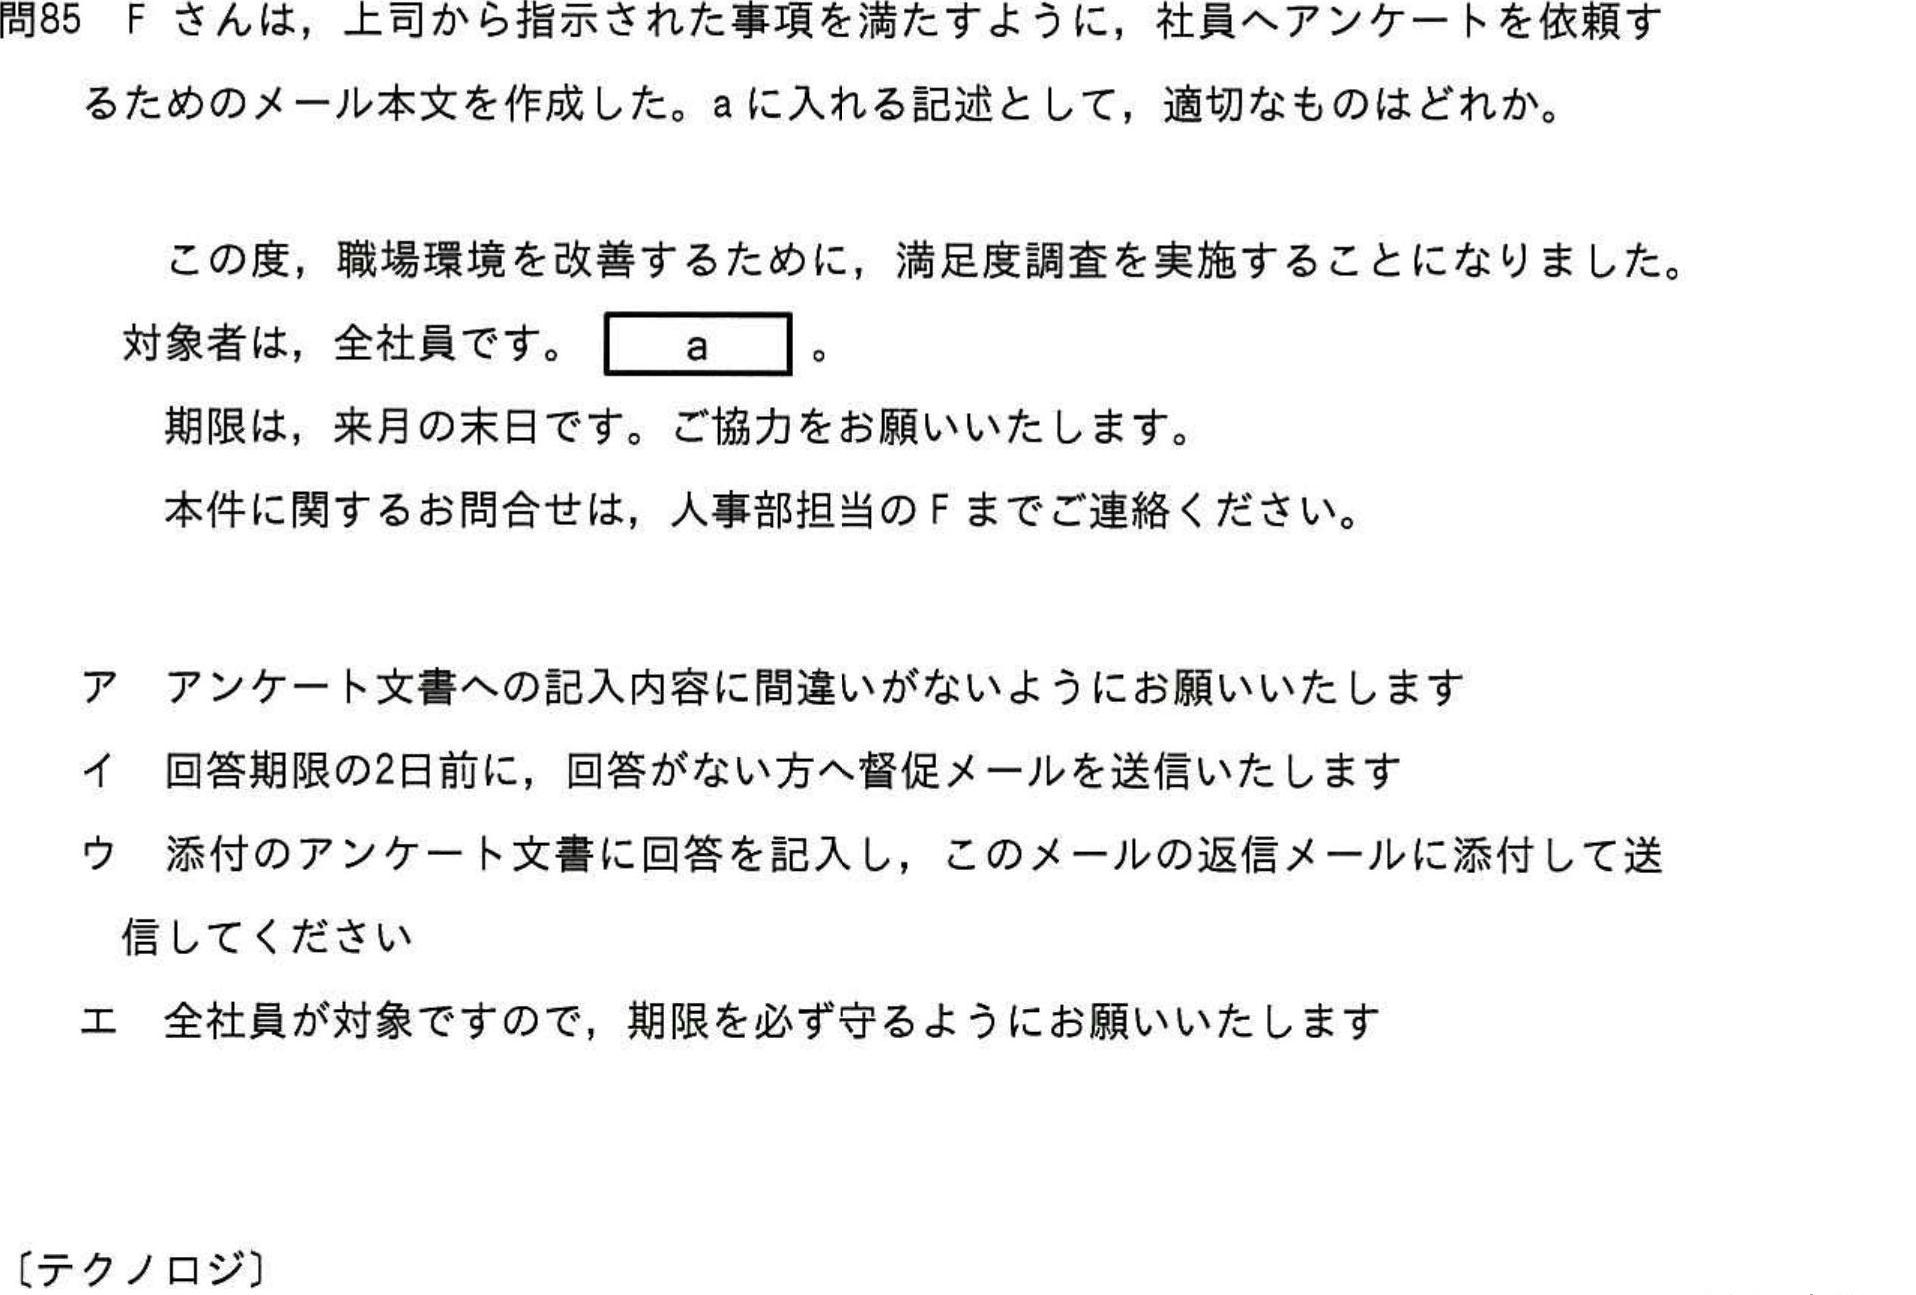 問85 F さんは，上司から指示された事項を満たすように，社員へアンケートを依頼す
るためのメール本文を作成した。a に入れる記述として，適切なものはどれか。
この度，職場環境を改善するために，満足度調査を実施することになりました。
対象者は，全社員です。 a 。
期限は，来月の末日です。ご協力をお願いいたします。
本件に関するお問合せは，人事部担当の F までご連絡ください。
ア アンケート文書への記入内容に間違いがないようにお願いいたします
イ 回答期限の2日前に，回答がない方へ督促メールを送信いたします
ウ 添付のアンケート文書に回答を記入し，このメールの返信メールに添付して送
信してください
エ 全社員が対象ですので，期限を必ず守るようにお願いいたします
〔テクノロジ〕